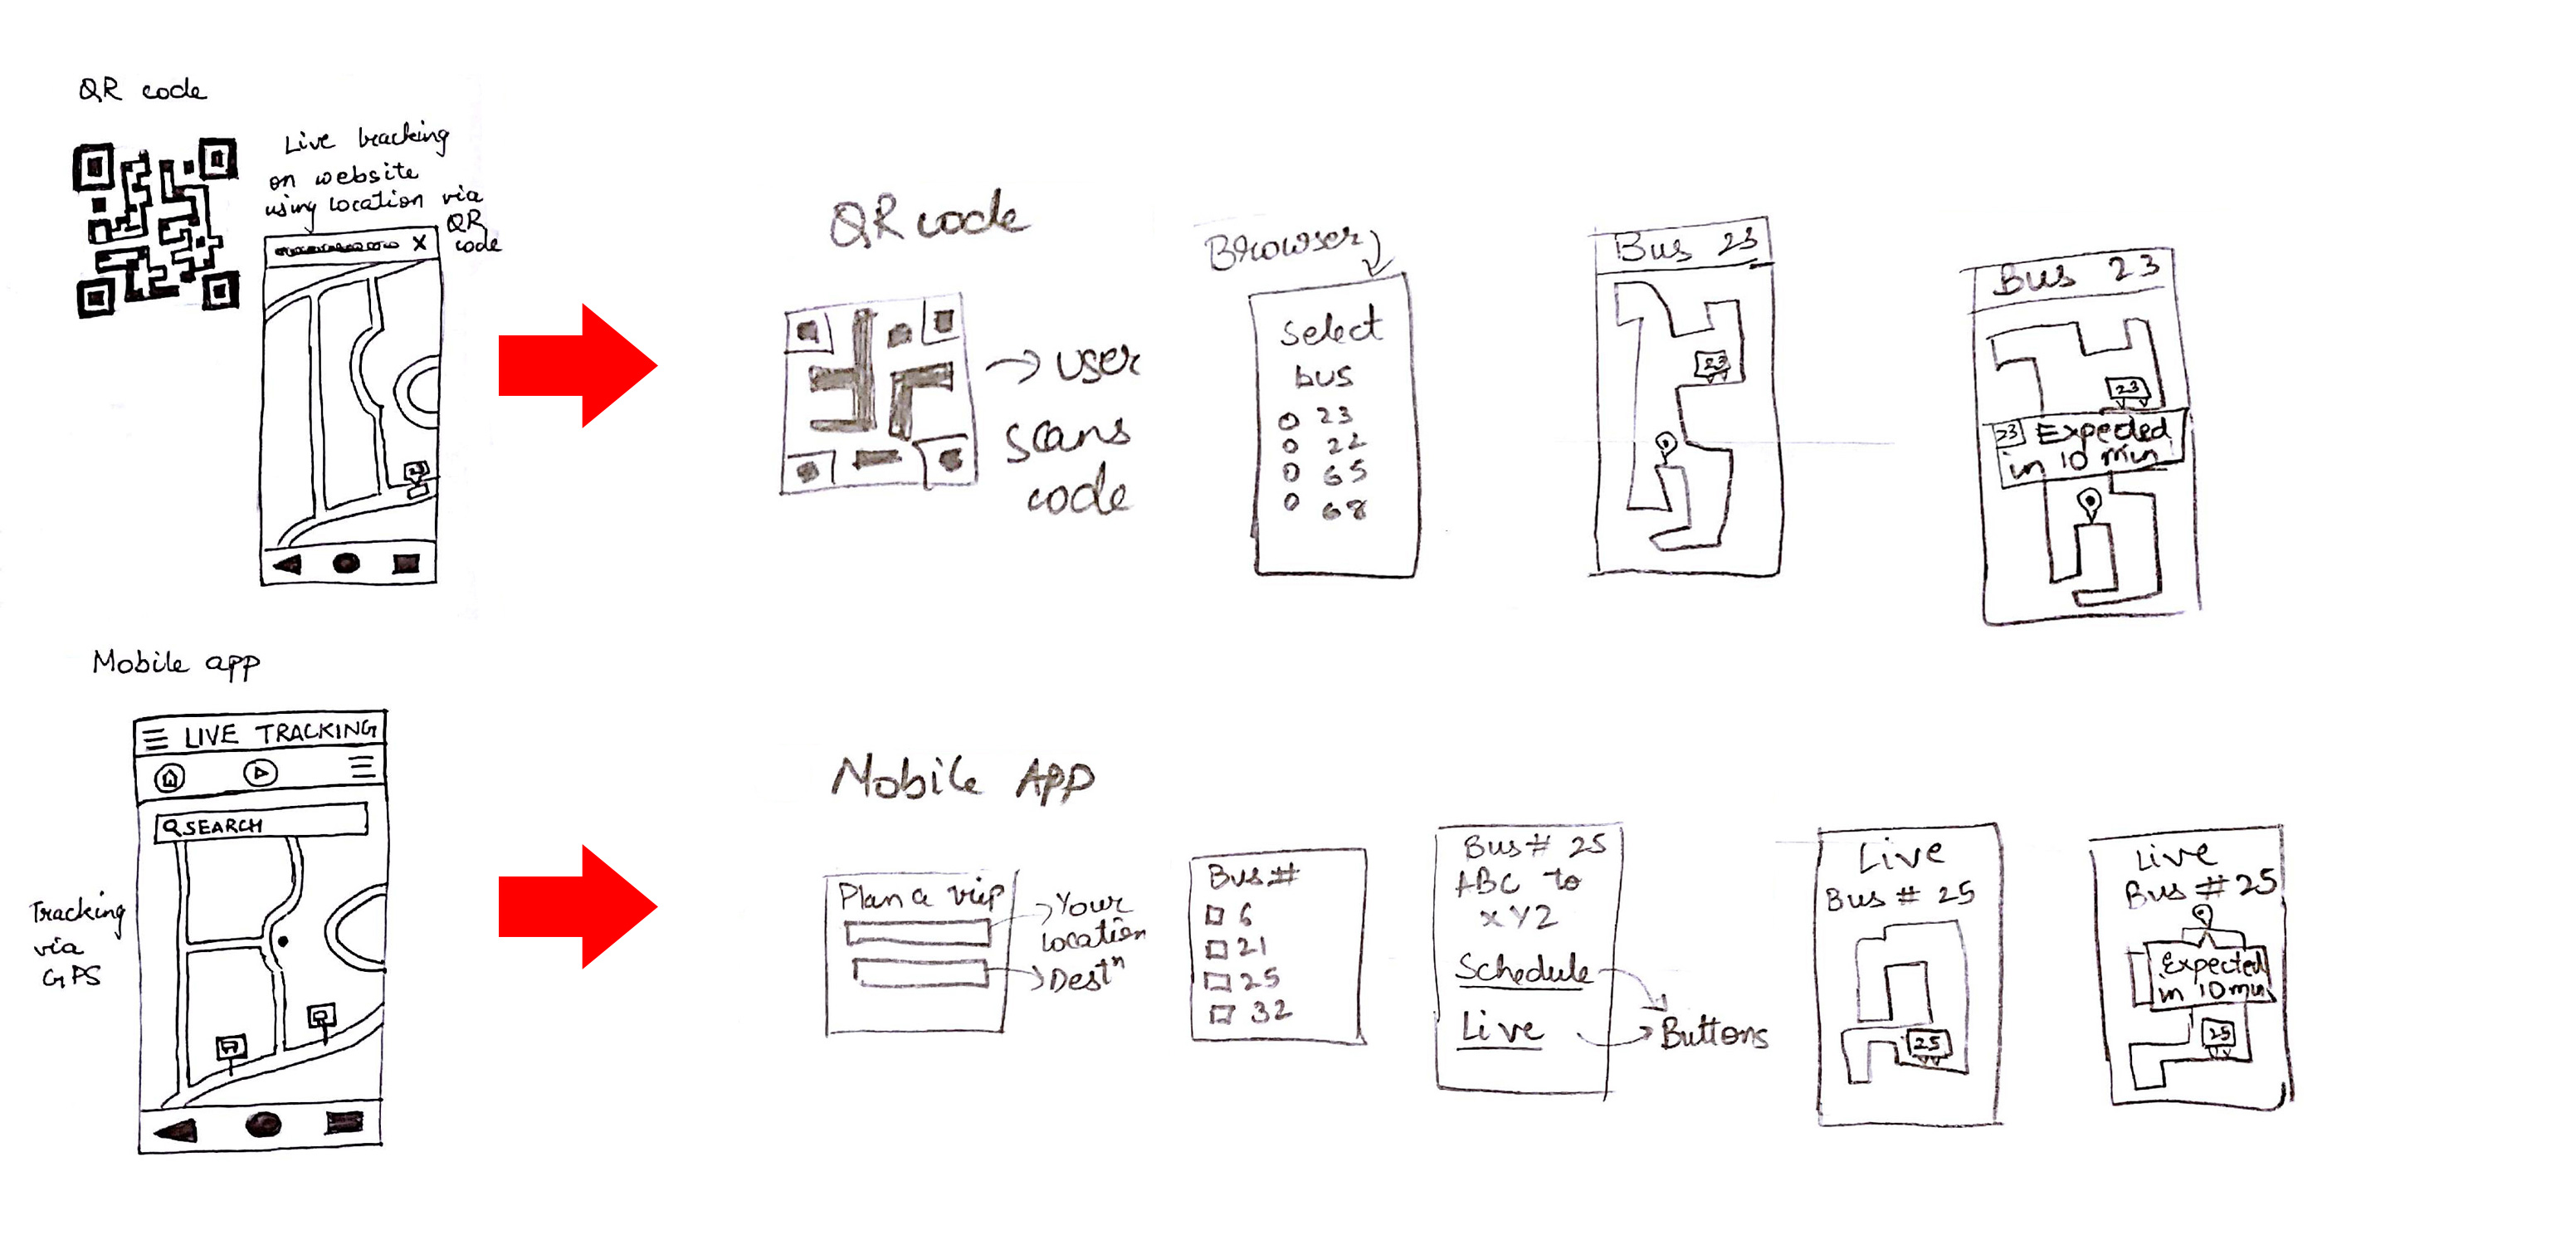 QR code
Live tracking
on website
using location via
QR
code
X
23
Mobile app
LIVE TRACKING
SEARCH
Tracking
via
GPS
QR code
user
scans
code
Browser
Select
bus
23
22
65
68
Bus 23
23
Bus 23
23
23 Expected
in 10 min
Mobile App
Plan a trip
Your
location
Destⁿ
Bus #
6
21
25
32
Bus # 25
ABC to
XYZ
Schedule
Live
Buttons
Live
Bus # 25
25
Live
Bus # 25
Expected
in 10 min
25